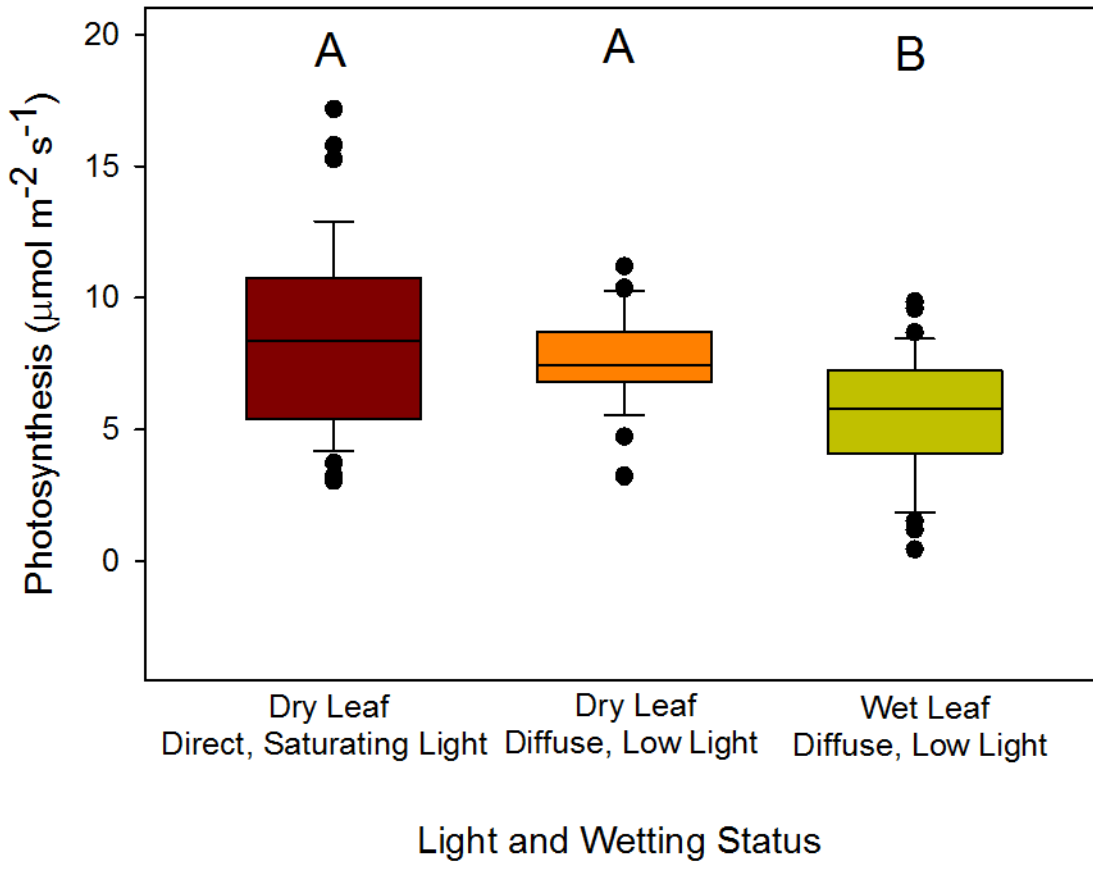 20
15
10
5
0
Photosynthesis (μmol m⁻² s⁻¹)
A
A
B
Dry Leaf
Direct, Saturating Light
Dry Leaf
Diffuse, Low Light
Wet Leaf
Diffuse, Low Light
Light and Wetting Status